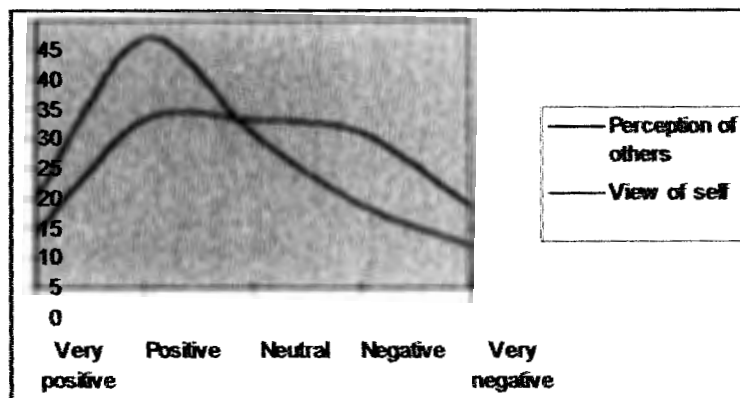 45
40
35
30
25
20
15
10
5
0
Very positive
Positive
Neutral
Negative
Very negative
Perception of
others
View of self